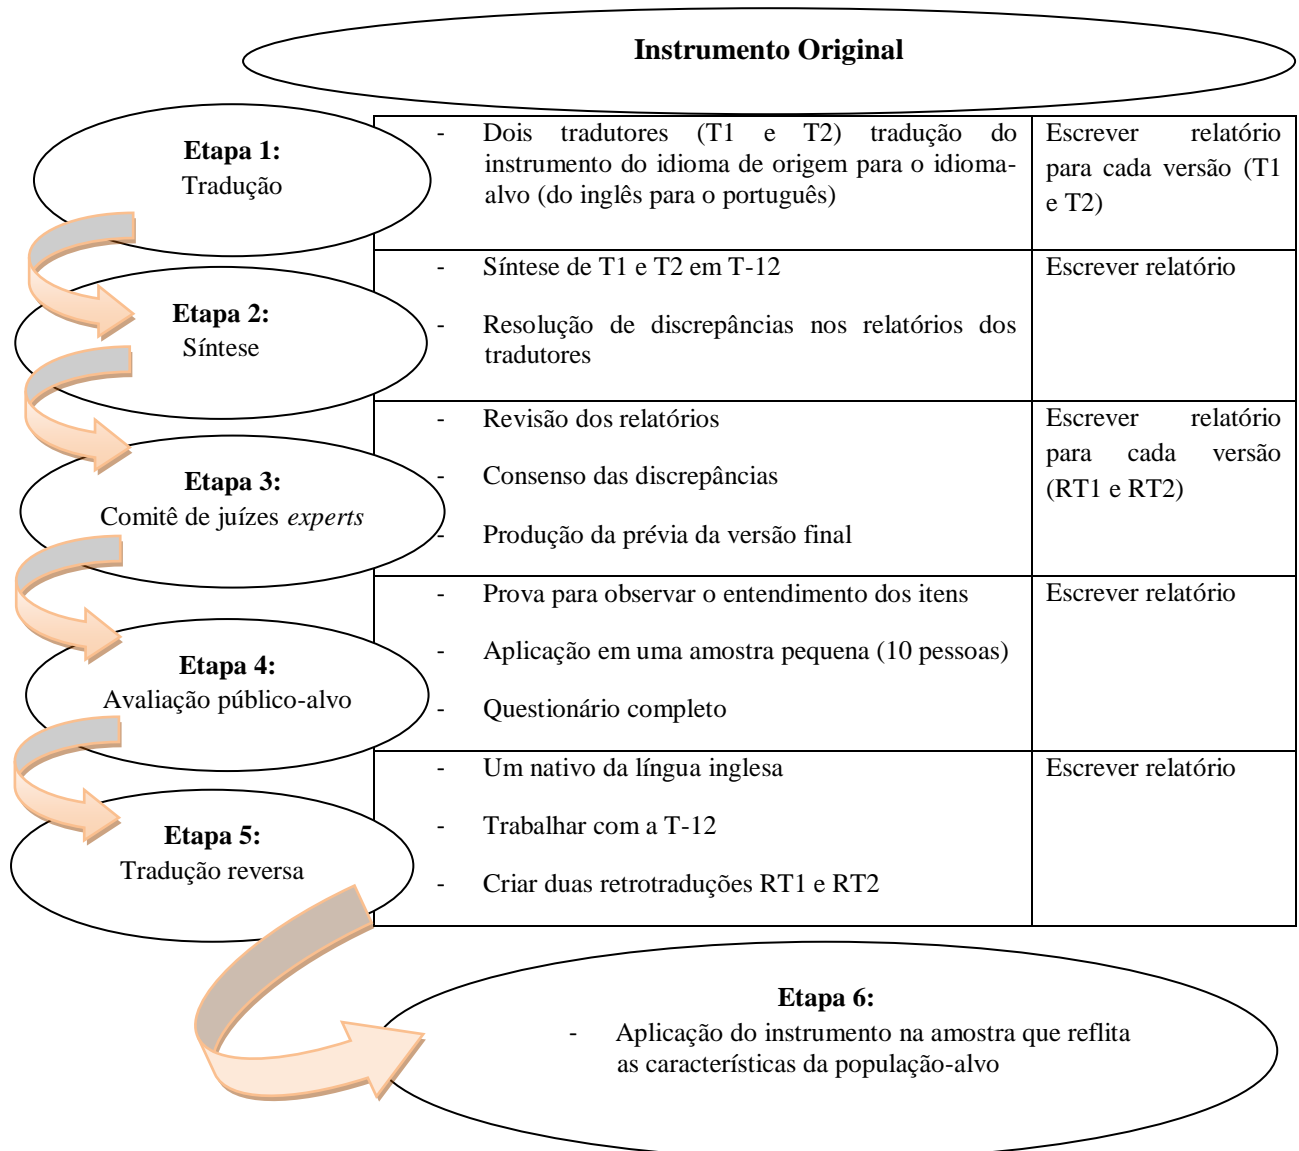 Instrumento Original
Etapa 1:
Tradução
- Dois tradutores (T1 e T2) tradução do
instrumento do idioma de origem para o idioma-
alvo (do inglês para o português)
Escrever relatório
para cada versão (T1
e T2)
Etapa 2:
Síntese
- Síntese de T1 e T2 em T-12
- Resolução de discrepâncias nos relatórios dos
tradutores
Escrever relatório
Etapa 3:
Comitê de juízes experts
- Revisão dos relatórios
- Consenso das discrepâncias
- Produção da prévia da versão final
Escrever relatório
para cada versão
(RT1 e RT2)
Etapa 4:
Avaliação público-alvo
- Prova para observar o entendimento dos itens
- Aplicação em uma amostra pequena (10 pessoas)
- Questionário completo
Escrever relatório
Etapa 5:
Tradução reversa
- Um nativo da língua inglesa
- Trabalhar com a T-12
- Criar duas retrotraduções RT1 e RT2
Escrever relatório
Etapa 6:
- Aplicação do instrumento na amostra que reflita
as características da população-alvo